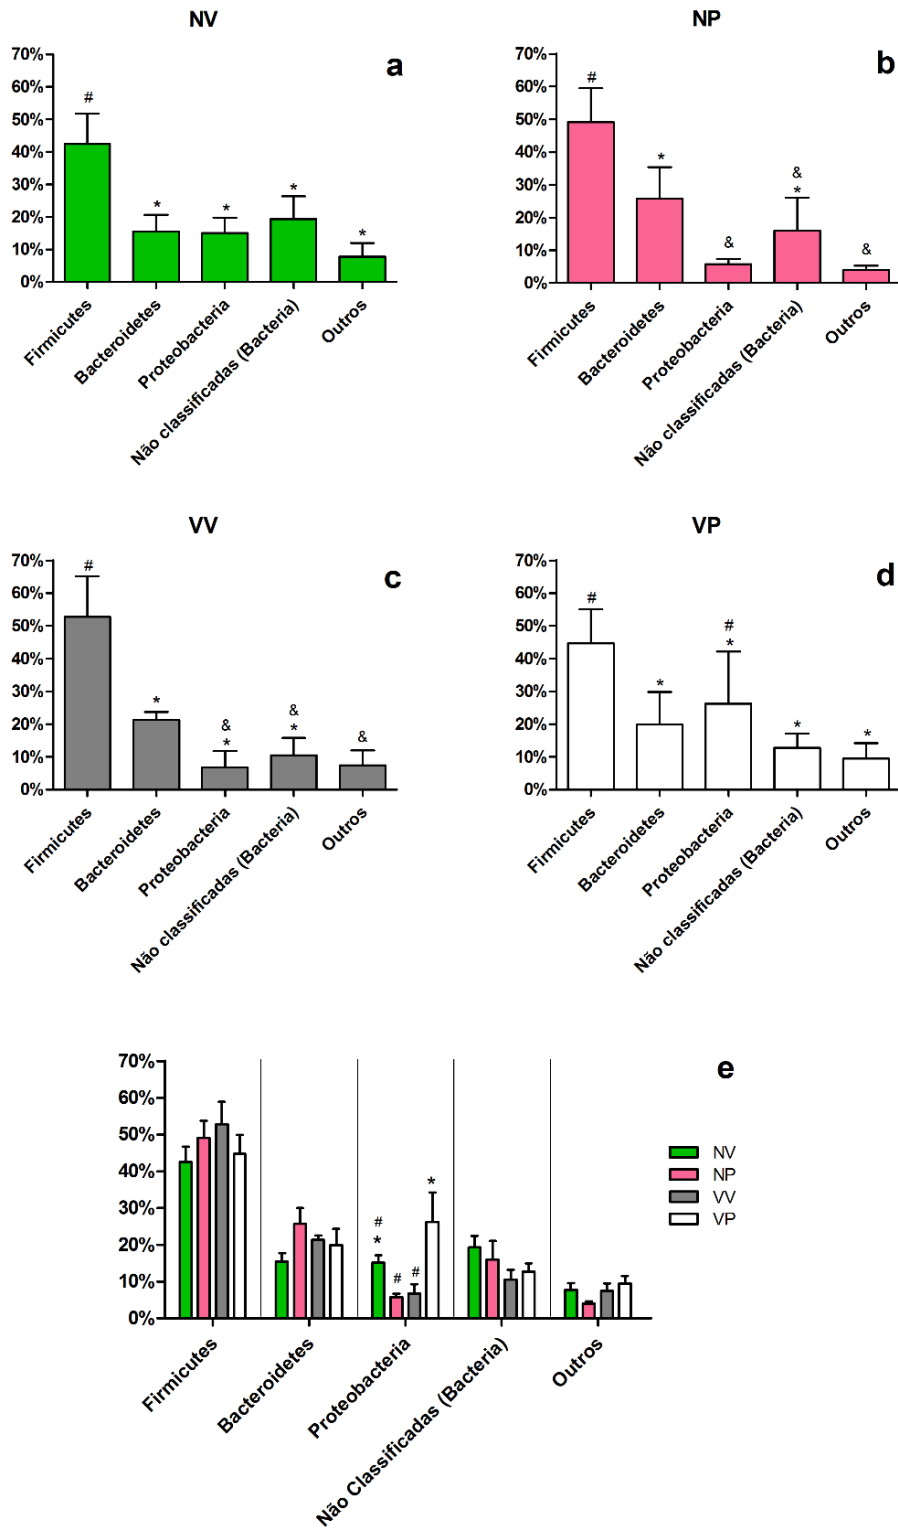 NV
a
70%
60%
50%
40%
30%
20%
10%
0%
#
*
*
*
*
Firmicutes
Bacteroidetes
Proteobacteria
Não classificadas (Bacteria)
Outros
NP
b
70%
60%
50%
40%
30%
20%
10%
0%
#
*
&
&
*
&
Firmicutes
Bacteroidetes
Proteobacteria
Não classificadas (Bacteria)
Outros
VV
c
70%
60%
50%
40%
30%
20%
10%
0%
#
*
&
*
&
*
&
Firmicutes
Bacteroidetes
Proteobacteria
Não classificadas (Bacteria)
Outros
VP
d
70%
60%
50%
40%
30%
20%
10%
0%
#
*
#
*
*
*
Firmicutes
Bacteroidetes
Proteobacteria
Não classificadas (Bacteria)
Outros
e
70%
60%
50%
40%
30%
20%
10%
0%
#
*
#
#
*
Firmicutes
Bacteroidetes
Proteobacteria
Não Classificadas (Bacteria)
Outros
NV
NP
VV
VP